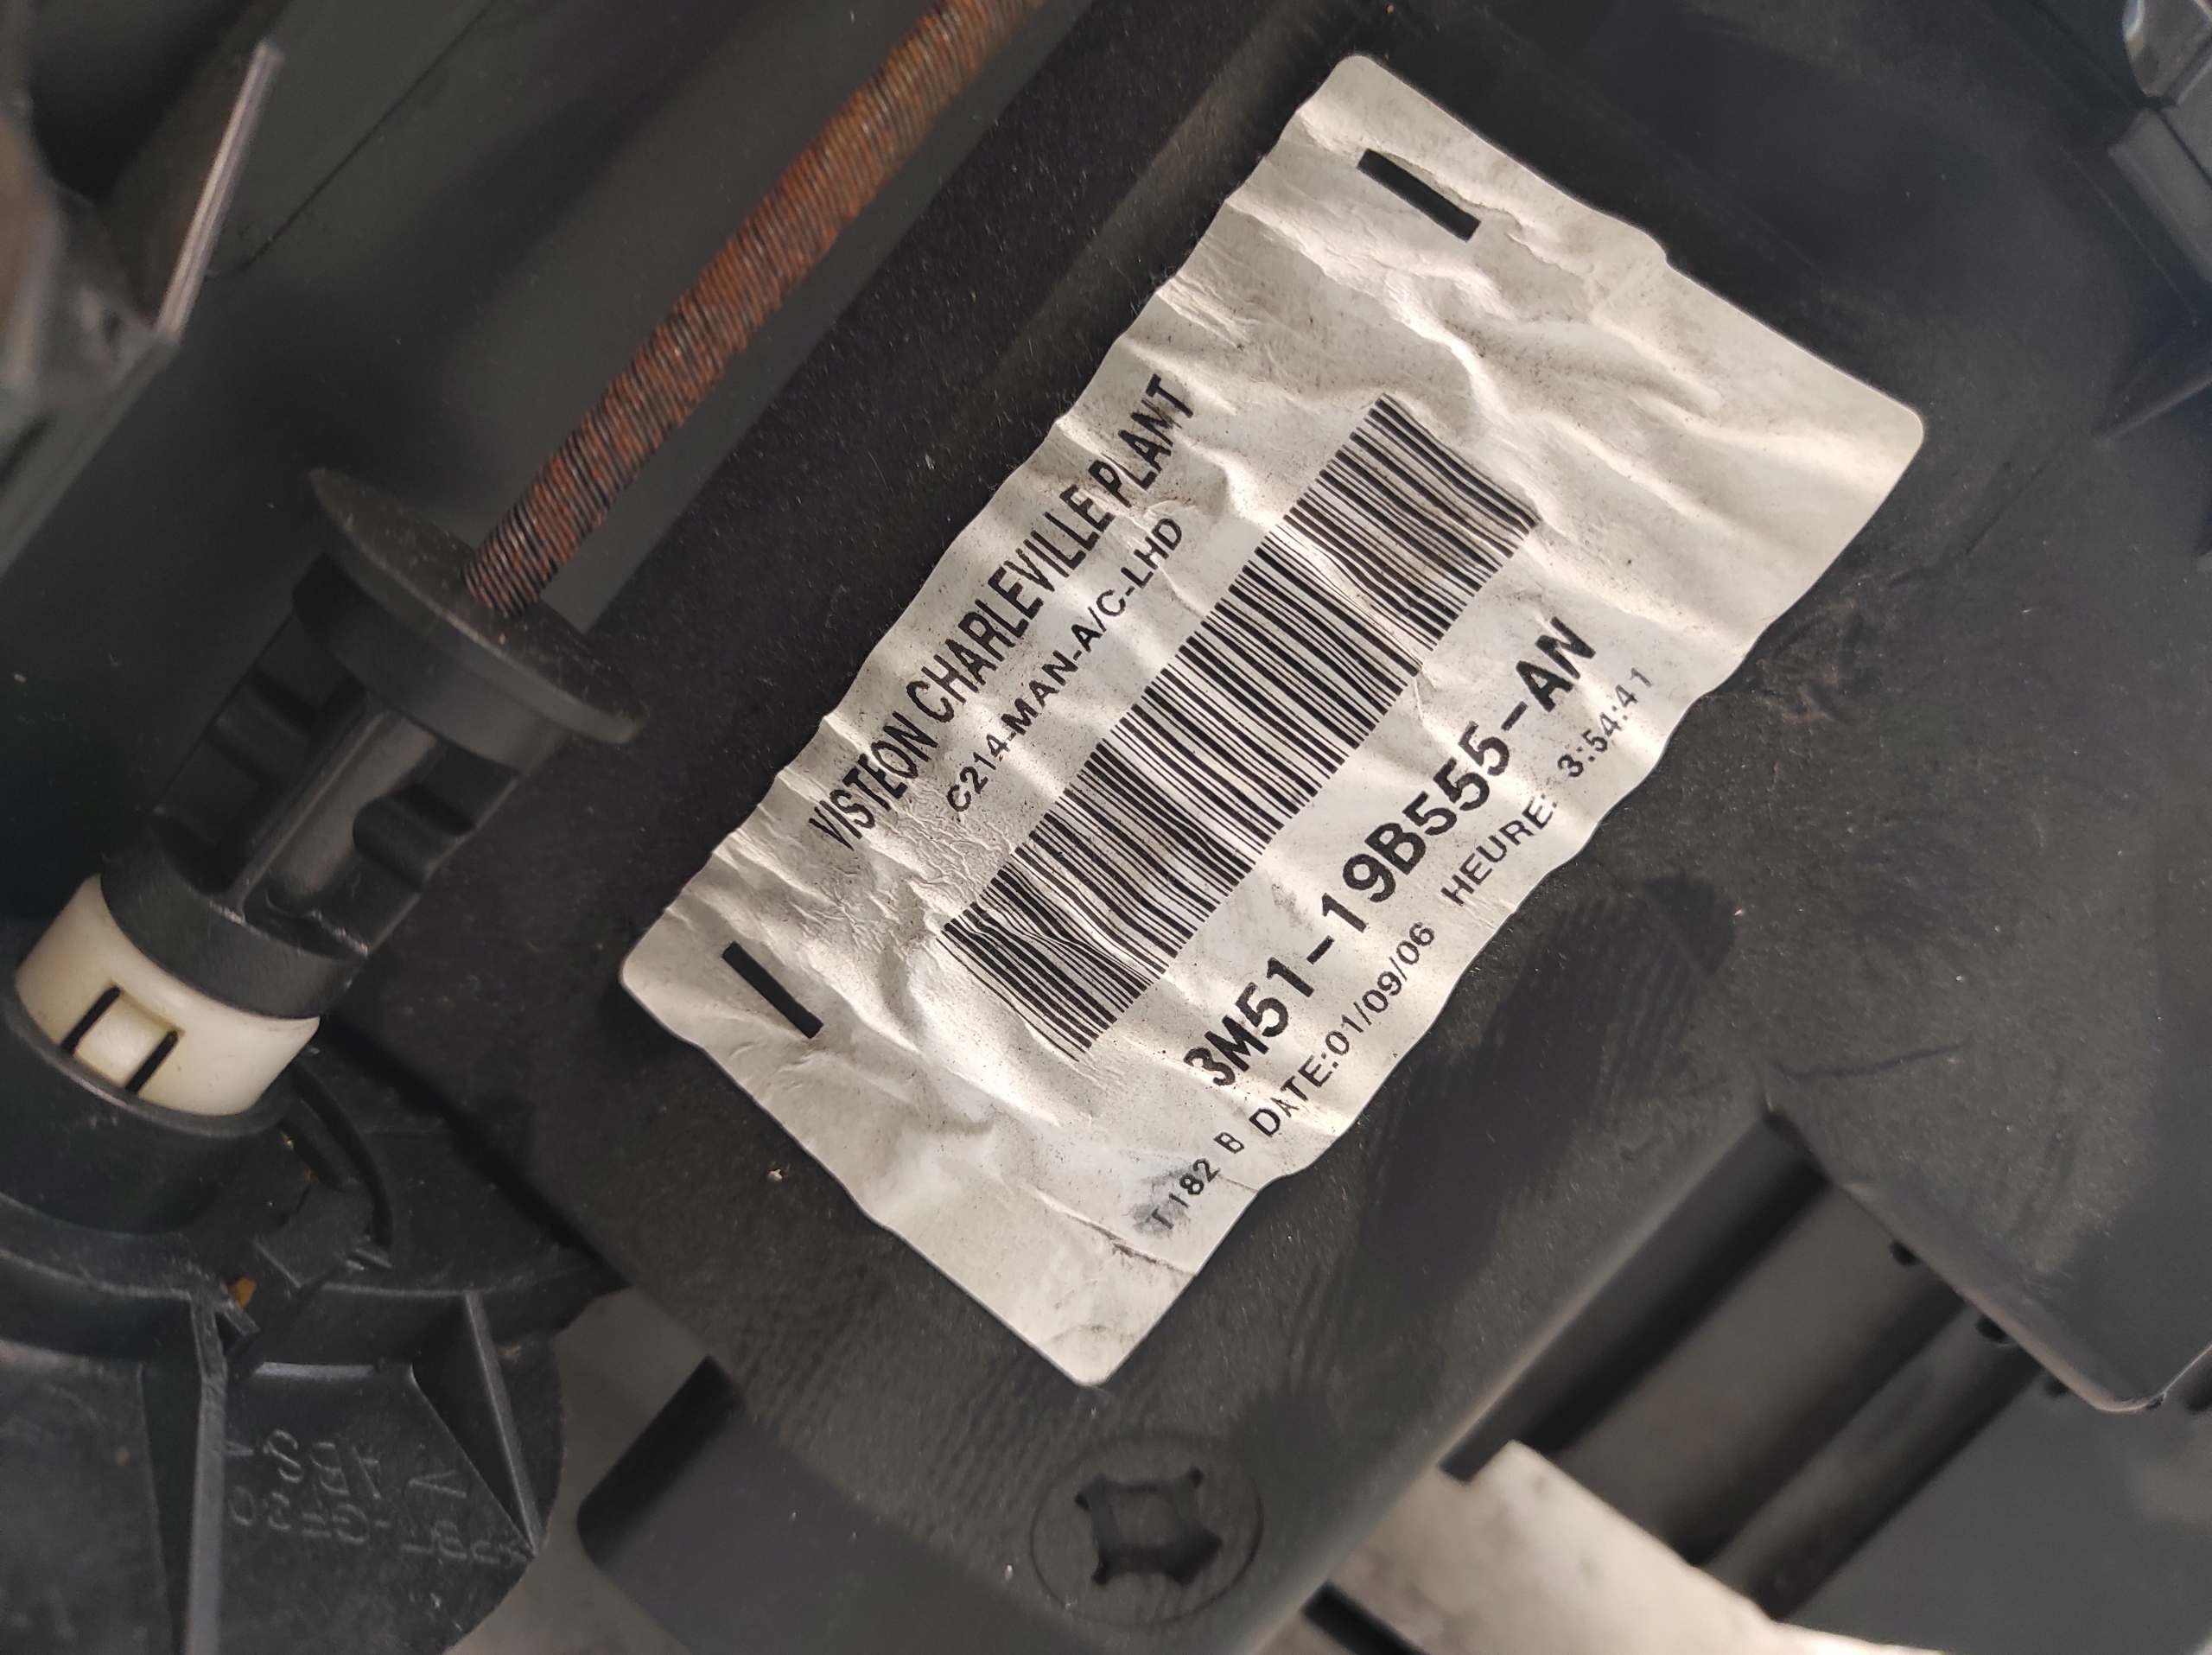 VISTEON CHARLEVILLE PLANT
C214-MAN-A/C-LHD
3M51-19B555-AN
T182 B DATE:01/09/06 HEURE: 3:54:41